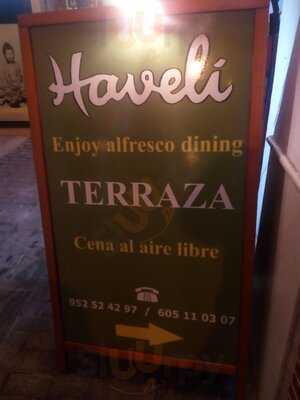 Haveli
Enjoy alfresco dining
TERRAZA
Cena al aire libre
952 52 42 97 / 605 11 03 07